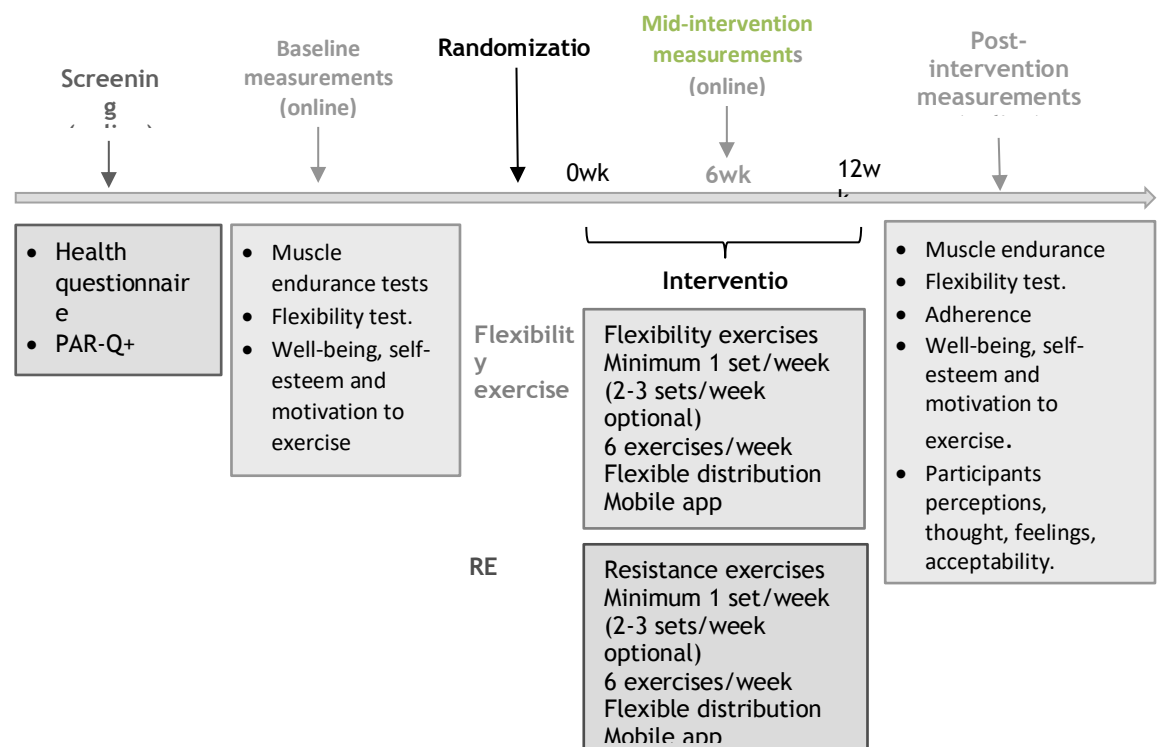 Screenin
g
Baseline
measurements
(online)
Randomizatio
Mid-intervention
measurements
(online)
Post-
intervention
measurements
0wk
6wk
12w
• Health
questionnair
e
• PAR-Q+
• Muscle
endurance tests
• Flexibility test.
• Well-being, self-
esteem and
motivation to
exercise
Interventio
Flexibilit
y
exercise
Flexibility exercises
Minimum 1 set/week
(2-3 sets/week
optional)
6 exercises/week
Flexible distribution
Mobile app
RE
Resistance exercises
Minimum 1 set/week
(2-3 sets/week
optional)
6 exercises/week
Flexible distribution
Mobile app
• Muscle endurance
• Flexibility test.
• Adherence
• Well-being, self-
esteem and
motivation to
exercise.
• Participants
perceptions,
thought, feelings,
acceptability.